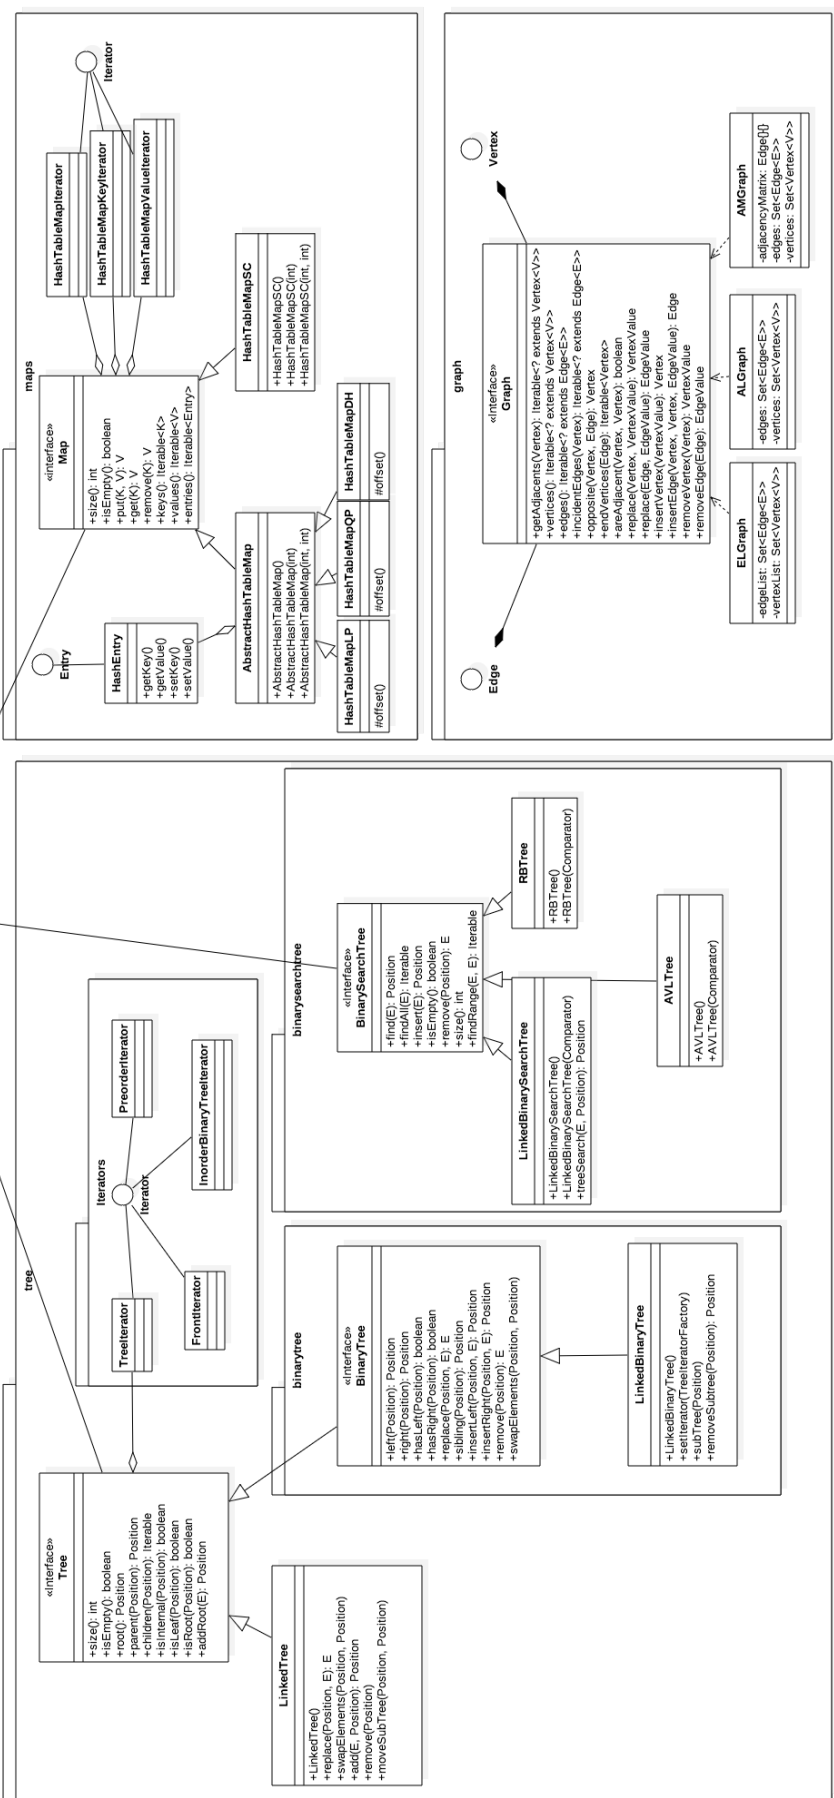 tree
«Interface»
Tree
+size(): int
+isEmpty(): boolean
+root(): Position
+parent(Position): Position
+children(Position): Iterable
+isInternal(Position): boolean
+isLeaf(Position): boolean
+isRoot(Position): boolean
+addRoot(E): Position
LinkedTree
+LinkedTree()
+replace(Position, E): E
+swapElements(Position, Position)
+add(E, Position): Position
+remove(Position)
+moveSubTree(Position, Position)
Iterators
TreeIterator
PreorderIterator
Iterator
FrontIterator
InorderBinaryTreeIterator
binarytree
«Interface»
BinaryTree
+left(Position): Position
+right(Position): Position
+hasLeft(Position): boolean
+hasRight(Position): boolean
+replace(Position, E): E
+sibling(Position): Position
+insertLeft(Position, E): Position
+insertRight(Position, E): Position
+remove(Position): E
+swapElements(Position, Position)
LinkedBinaryTree
+LinkedBinaryTree()
+setIterator(TreeIteratorFactory)
+subTree(Position)
+removeSubtree(Position): Position
binarysearchtree
«Interface»
BinarySearchTree
+find(E): Position
+findAll(E): Iterable
+insert(E): Position
+isEmpty(): boolean
+remove(Position): E
+size(): int
+findRange(E, E): Iterable
LinkedBinarySearchTree
+LinkedBinarySearchTree()
+LinkedBinarySearchTree(Comparator)
+treeSearch(E, Position): Position
RBTree
+RBTree()
+RBTree(Comparator)
AVLTree
+AVLTree()
+AVLTree(Comparator)
maps
Entry
HashEntry
+getKey()
+getValue()
+setKey()
+setValue()
«interface»
Map
+size(): int
+isEmpty(): boolean
+put(K, V): V
+get(K): V
+remove(K): V
+keys(): Iterable<K>
+values(): Iterable<V>
+entries(): Iterable<Entry>
Iterator
HashTableMapIterator
HashTableMapKeyIterator
HashTableMapValueIterator
AbstractHashTableMap
+AbstractHashTableMap()
+AbstractHashTableMap(int)
+AbstractHashTableMap(int, int)
HashTableMapSC
+HashTableMapSC()
+HashTableMapSC(int)
+HashTableMapSC(int, int)
HashTableMapLP
#offset()
HashTableMapQP
#offset()
HashTableMapDH
#offset()
graph
Edge
Vertex
«Interface»
Graph
+getAdjacents(Vertex): Iterable<? extends Vertex<V>>
+vertices(): Iterable<? extends Vertex<V>>
+edges(): Iterable<? extends Edge<E>>
+incidentEdges(Vertex): Iterable<? extends Edge<E>>
+opposite(Vertex, Edge): Vertex
+endVertices(Edge): Iterable<Vertex>
+areAdjacent(Vertex, Vertex): boolean
+replace(Vertex, VertexValue): VertexValue
+replace(Edge, EdgeValue): EdgeValue
+insertVertex(VertexValue): Vertex
+insertEdge(Vertex, Vertex, EdgeValue): Edge
+removeVertex(Vertex): VertexValue
+removeEdge(Edge): EdgeValue
ELGraph
-edgeList: Set<Edge<E>>
-vertexList: Set<Vertex<V>>
ALGraph
-edges: Set<Edge<E>>
-vertices: Set<Vertex<V>>
AMGraph
-adjacencyMatrix: Edge[][]
-edges: Set<Edge<E>>
-vertices: Set<Vertex<V>>